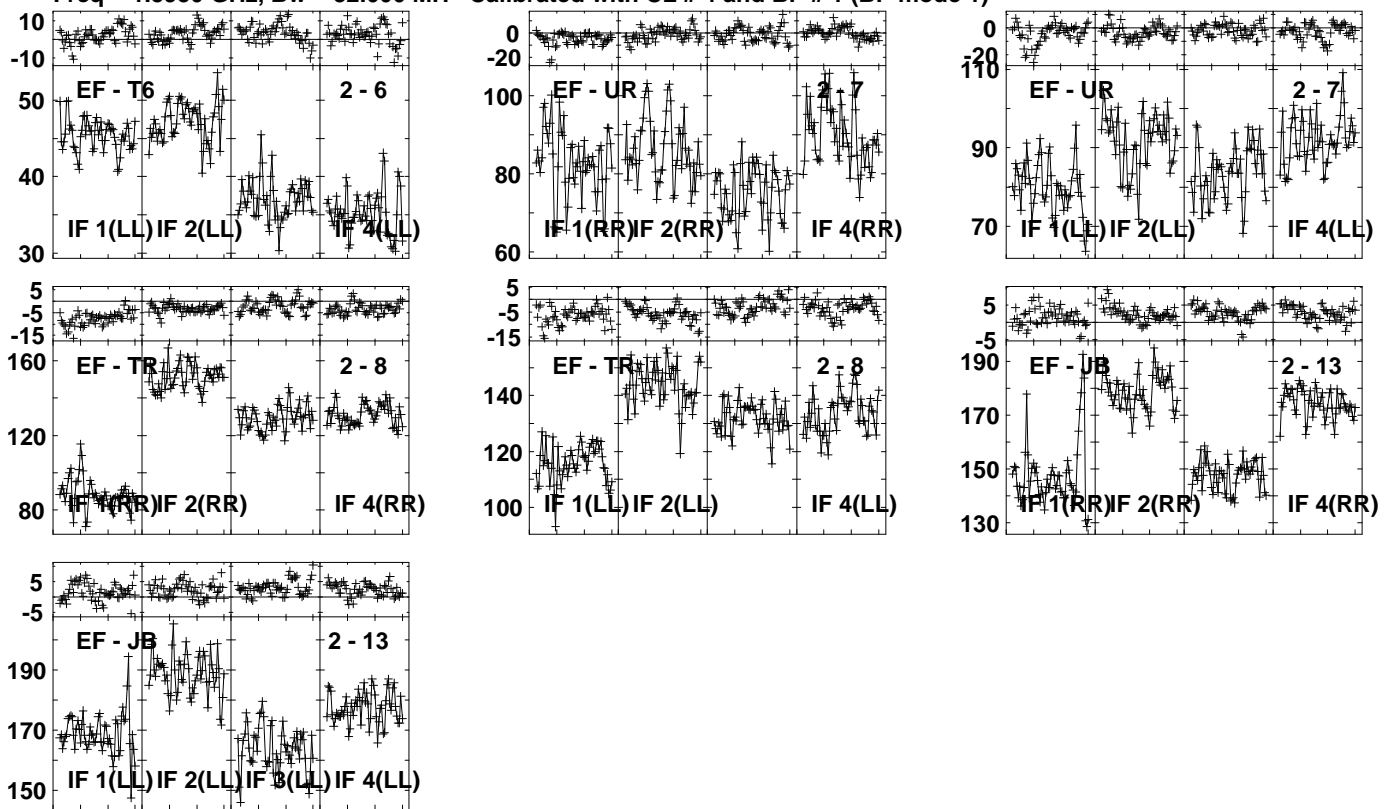 Freq = GHz, Bw = MH Calibrated with CL # and BP # (BP mode 1)
10
-10
50
40
30
EF - T6 2 - 6
IF 1(LL) IF 2(LL) IF 4(LL)
0
-20
100
80
60
EF - UR 2 - 7
IF 1(RR) IF 2(RR) IF 4(RR)
0
-20
110
90
70
EF - UR 2 - 7
IF 1(LL) IF 2(LL) IF 4(LL)
5
-5
-15
160
120
80
EF - TR 2 - 8
IF 1(RR) IF 2(RR) IF 4(RR)
5
-5
-15
140
120
100
EF - TR 2 - 8
IF 1(LL) IF 2(LL) IF 4(LL)
5
-5
190
170
150
130
EF - JB 2 - 13
IF 1(RR) IF 2(RR) IF 4(RR)
5
-5
190
170
150
EF - JB 2 - 13
IF 1(LL) IF 2(LL) IF 3(LL) IF 4(LL)